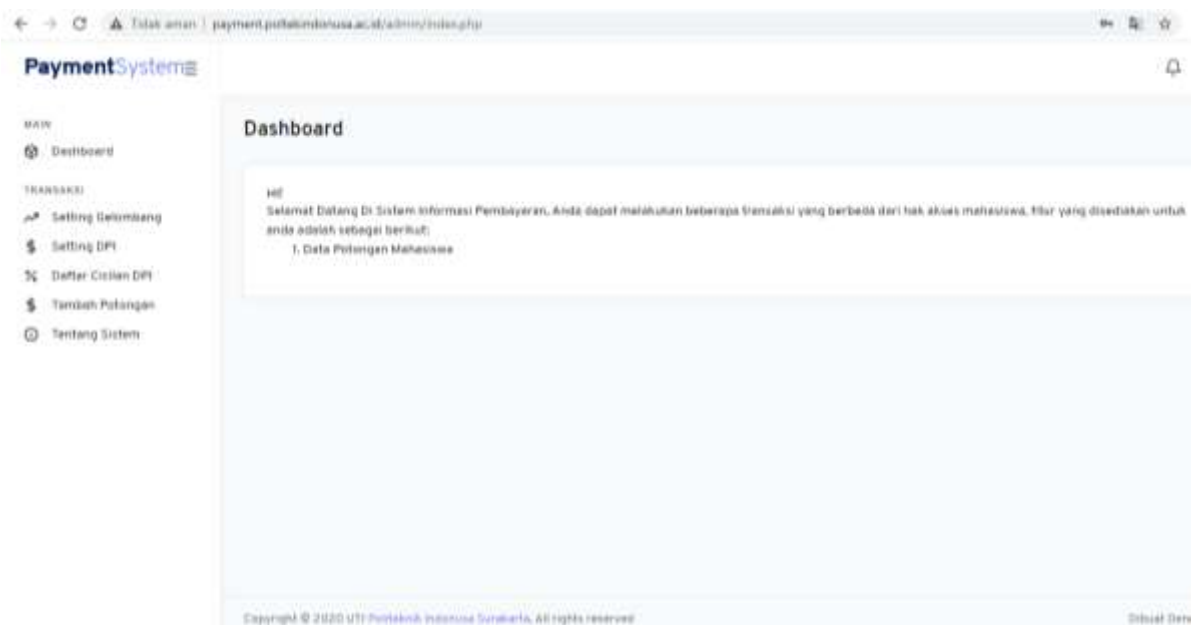 Tidak aman | payment.poltekindonusa.ac.id/admin/index.php
PaymentSystem
MAIN
Dashboard
TRANSAKSI
Setting Gelombang
Setting DPI
Daftar Cicilan DPI
Tambah Potongan
Tentang Sistem
Dashboard
Hi!
Selamat Datang Di Sistem Informasi Pembayaran, Anda dapat melakukan beberapa transaksi yang berbeda dari hak akses mahasiswa, fitur yang disediakan untuk
anda adalah sebagai berikut:
1. Data Potongan Mahasiswa
Copyright © 2020 UTI Politeknik Indonusa Surakarta. All rights reserved
Dibuat Den